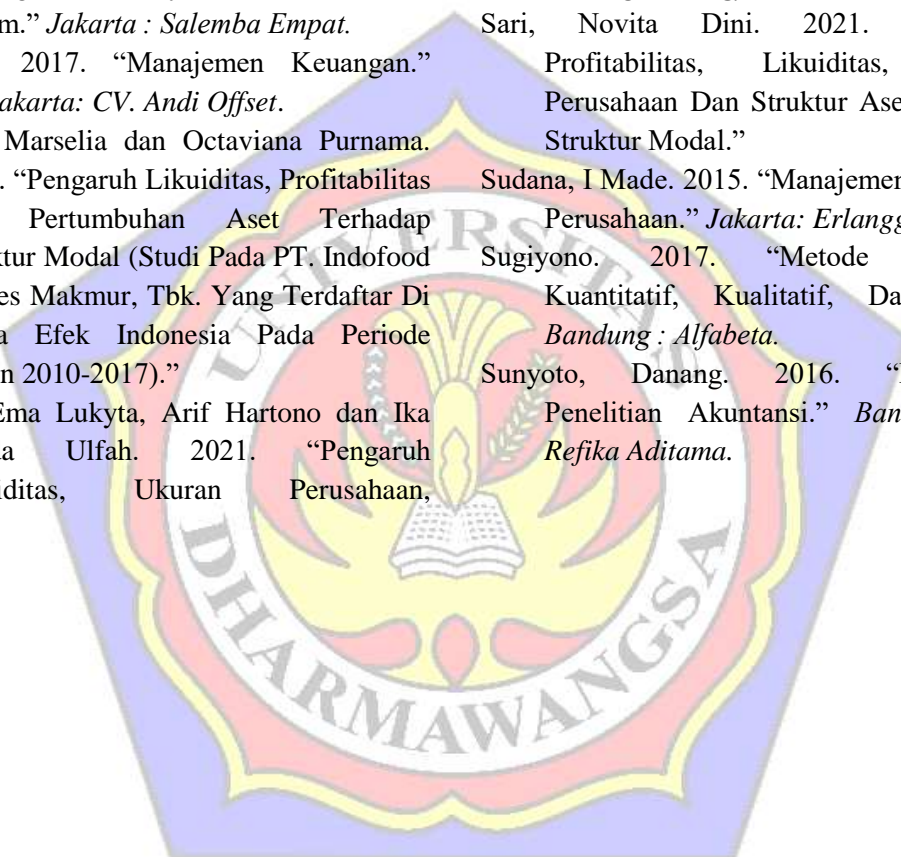 m.” Jakarta : Salemba Empat.
2017. “Manajemen Keuangan.”
akarta: CV. Andi Offset.
Marselia dan Octaviana Purnama.
. “Pengaruh Likuiditas, Profitabilitas
Pertumbuhan Aset Terhadap
ktur Modal (Studi Pada PT. Indofood
es Makmur, Tbk. Yang Terdaftar Di
a Efek Indonesia Pada Periode
n 2010-2017).”
Ema Lukyta, Arif Hartono dan Ika
a Ulfah. 2021. “Pengaruh
iditas, Ukuran Perusahaan,
Sari, Novita Dini. 2021.
Profitabilitas, Likuiditas,
Perusahaan Dan Struktur Ase
Struktur Modal.”
Sudana, I Made. 2015. “Manajemen
Perusahaan.” Jakarta: Erlangg
Sugiyono. 2017. “Metode
Kuantitatif, Kualitatif, Da
Bandung : Alfabeta.
Sunyoto, Danang. 2016. “
Penelitian Akuntansi.” Ban
Refika Aditama.
UNIVERSITAS
DHARMAWANGSA